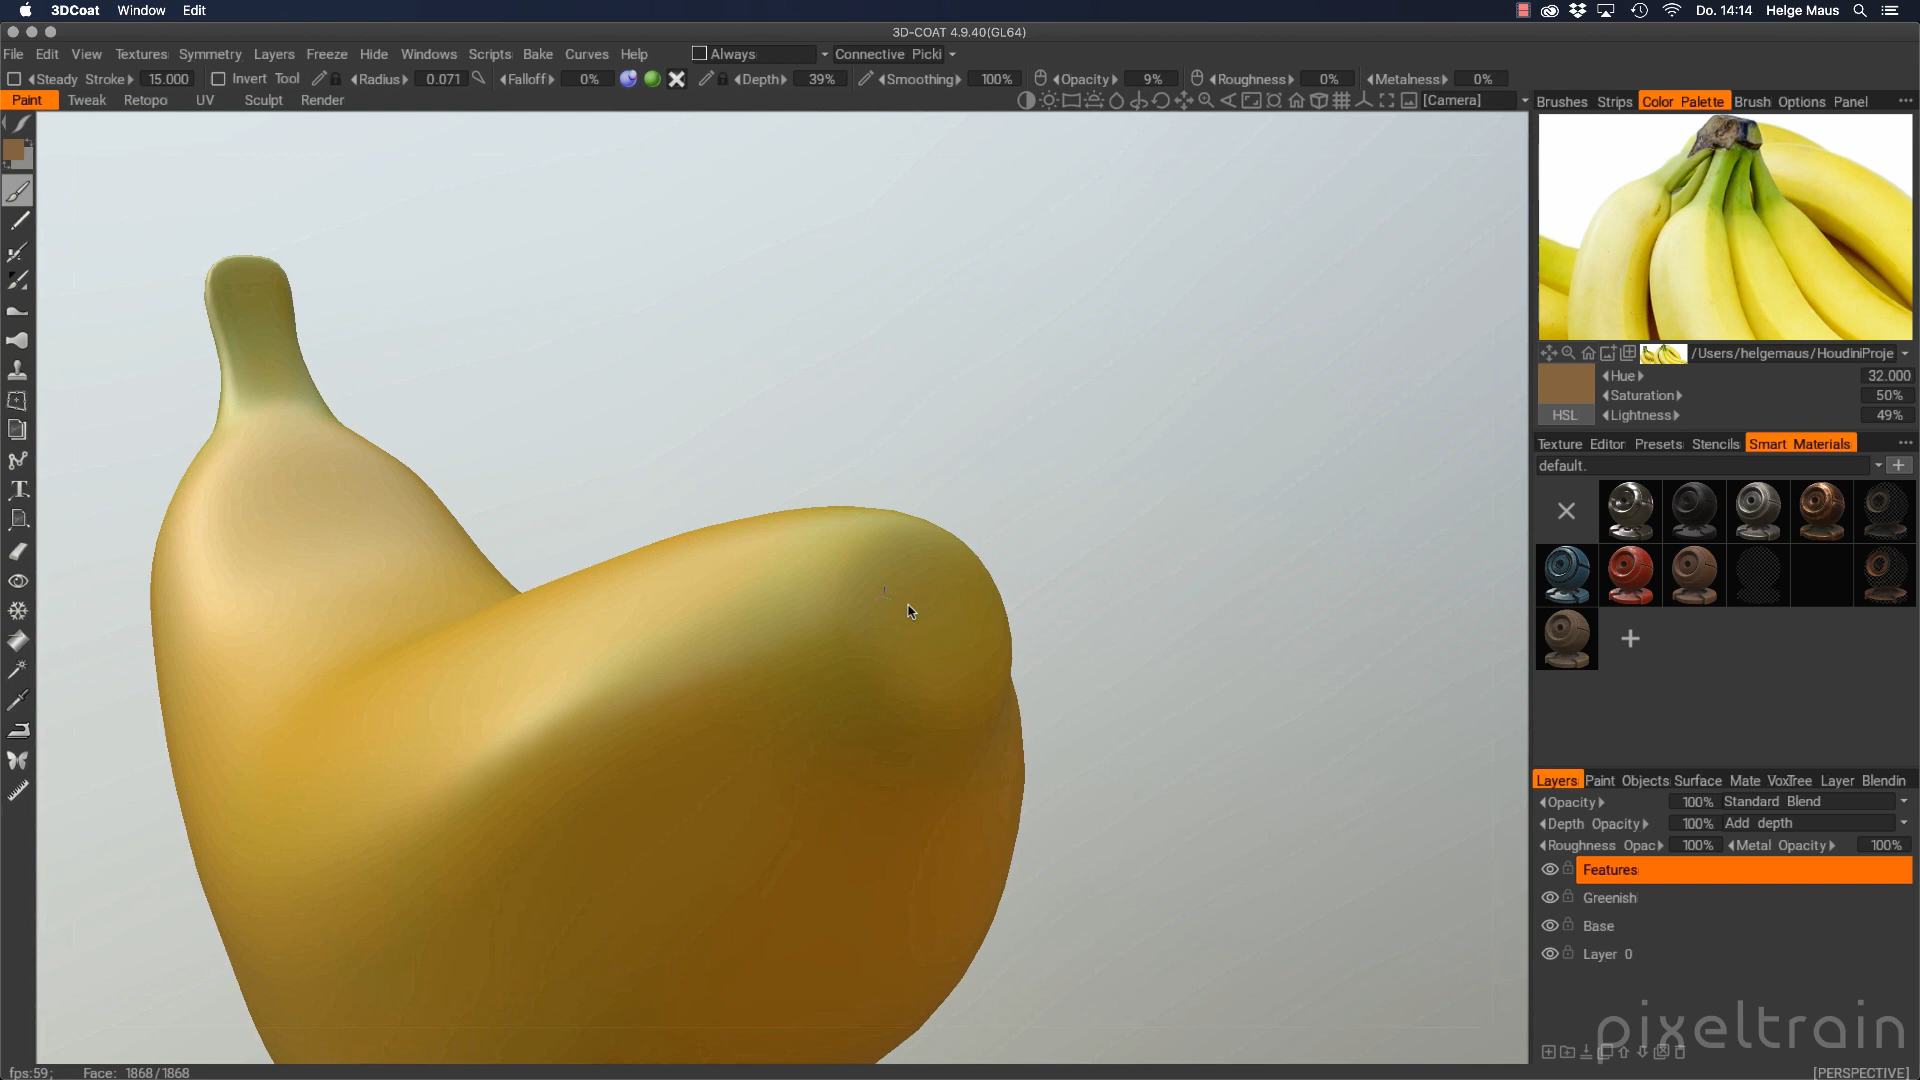 3DCoat Window Edit Do. 14:14 Helge Maus
3D-COAT 4.9.40(GL64)
File Edit View Textures Symmetry Layers Freeze Hide Windows Scripts Bake Curves Help Always Connective Picki
Steady Stroke 15.000 Invert Tool Radius 0.071 Falloff 0% Depth 39% Smoothing 100% Opacity 9% Roughness 0% Metalness 0%
Paint Tweak Retopo UV Sculpt Render [Camera]
Brushes Strips Color Palette Brush Options Panel
/Users/helgemaus/HoudiniProje
Hue 32.000
Saturation 50%
HSL Lightness 49%
Texture Editor Presets Stencils Smart Materials
default.
Layers Paint Objects Surface Mate VoxTree Layer Blendin
Opacity 100% Standard Blend
Depth Opacity 100% Add depth
Roughness Opac 100% Metal Opacity 100%
Features
Greenish
Base
Layer 0
pixeltrain
fps:59; Face: 1868/1868 [PERSPECTIVE]